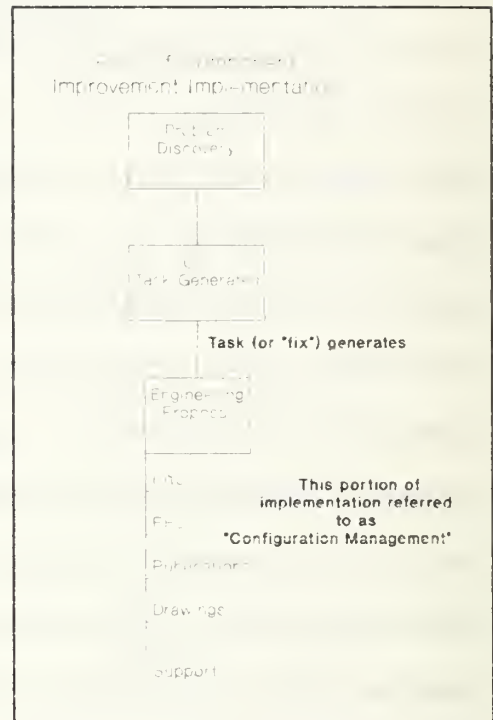 Improvement Implementation
Problem
Discovery
Task Generated
Task (or "fix") generates
Engineering
This portion of
implementation referred
to as
"Configuration Management"
Publications
Drawings
Support